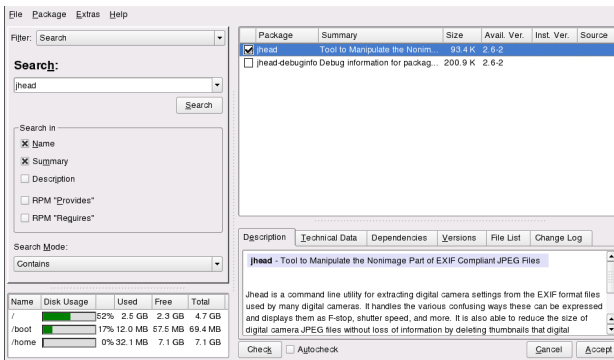 File Package Extras Help
Filter: Search
Search:
jhead
Search
Search in
Name
Summary
Description
RPM "Provides"
RPM "Requires"
Search Mode:
Contains
Name Disk Usage Used Free Total
/ 52% 2.5 GB 2.3 GB 4.7 GB
/boot 17% 12.0 MB 57.5 MB 69.4 MB
/home 0% 32.1 MB 7.1 GB 7.1 GB
Package Summary Size Avail. Ver. Inst. Ver. Source
jhead Tool to Manipulate the Nonim... 93.4 K 2.6-2
jhead-debuginfo Debug information for packag... 200.9 K 2.6-2
Description Technical Data Dependencies Versions File List Change Log
jhead - Tool to Manipulate the Nonimage Part of EXIF Compliant JPEG Files
Jhead is a command line utility for extracting digital camera settings from the EXIF format files
used by many digital cameras. It handles the various confusing ways these can be expressed
and displays them as F-stop, shutter speed, and more. It is also able to reduce the size of
digital camera JPEG files without loss of information by deleting thumbnails that digital
Check Autocheck Cancel Accept